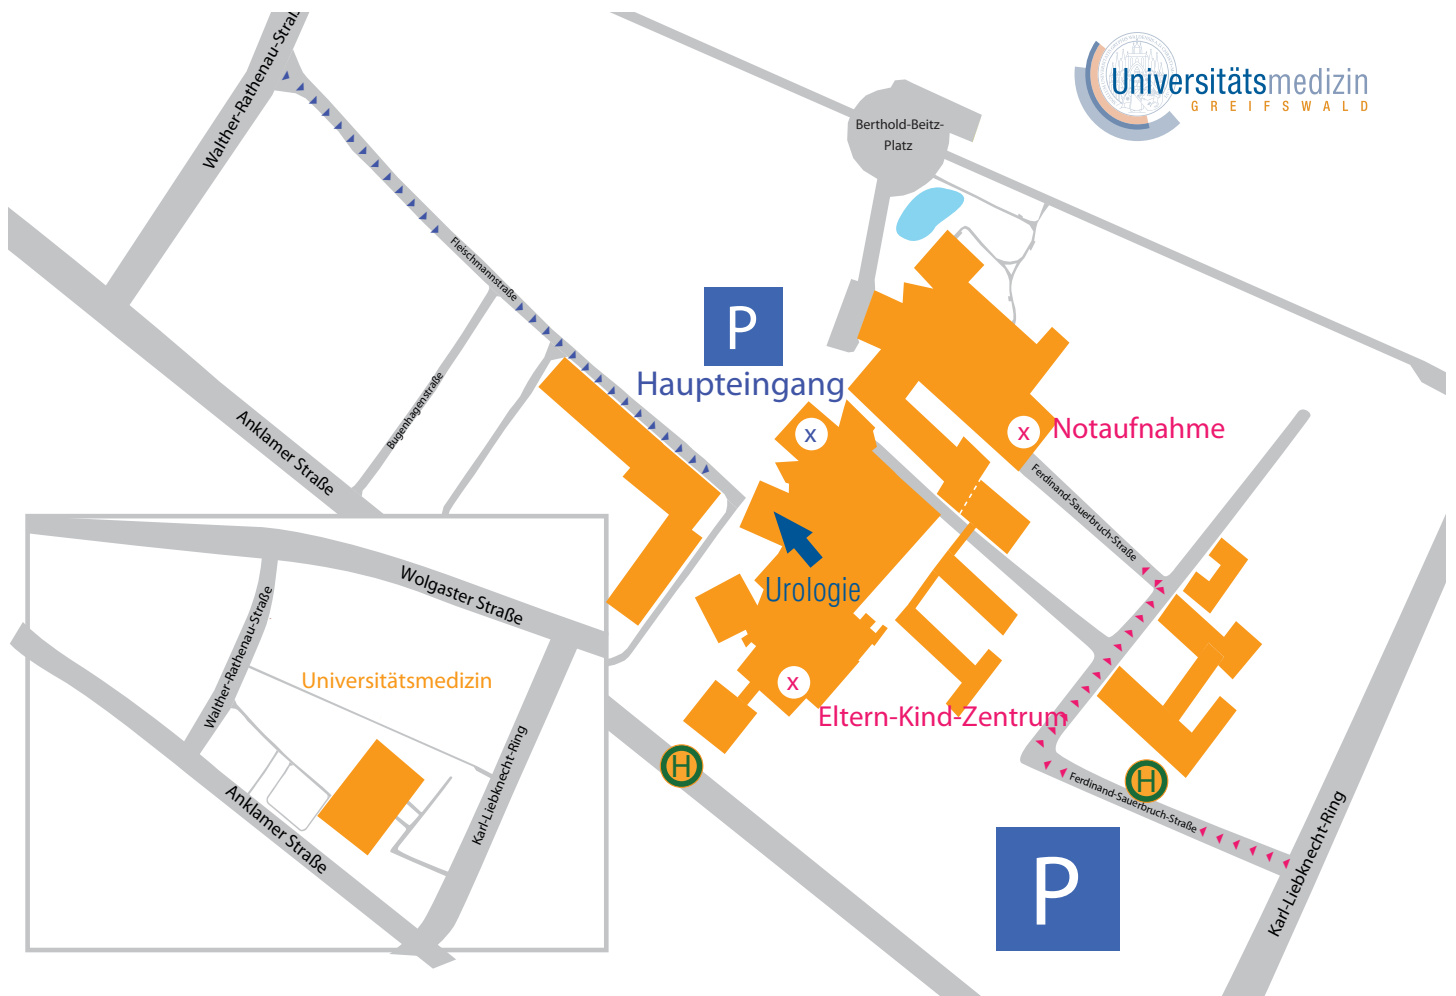 Walther-Rathenau-Straß
Universitätsmedizin
GREIFSWALD
Berthold-Beitz-
Platz
Fleischmannstraße
P
Haupteingang
Bugenhagenstraße
Anklamer Straße
x
x Notaufnahme
Ferdinand-Sauerbruch-Straße
Urologie
x
Eltern-Kind-Zentrum
H
H
Ferdinand-Sauerbruch-Straße
P
Karl-Liebknecht-Ring
Wolgaster Straße
Walther-Rathenau-Straße
Universitätsmedizin
Karl-Liebknecht-Ring
Anklamer Straße